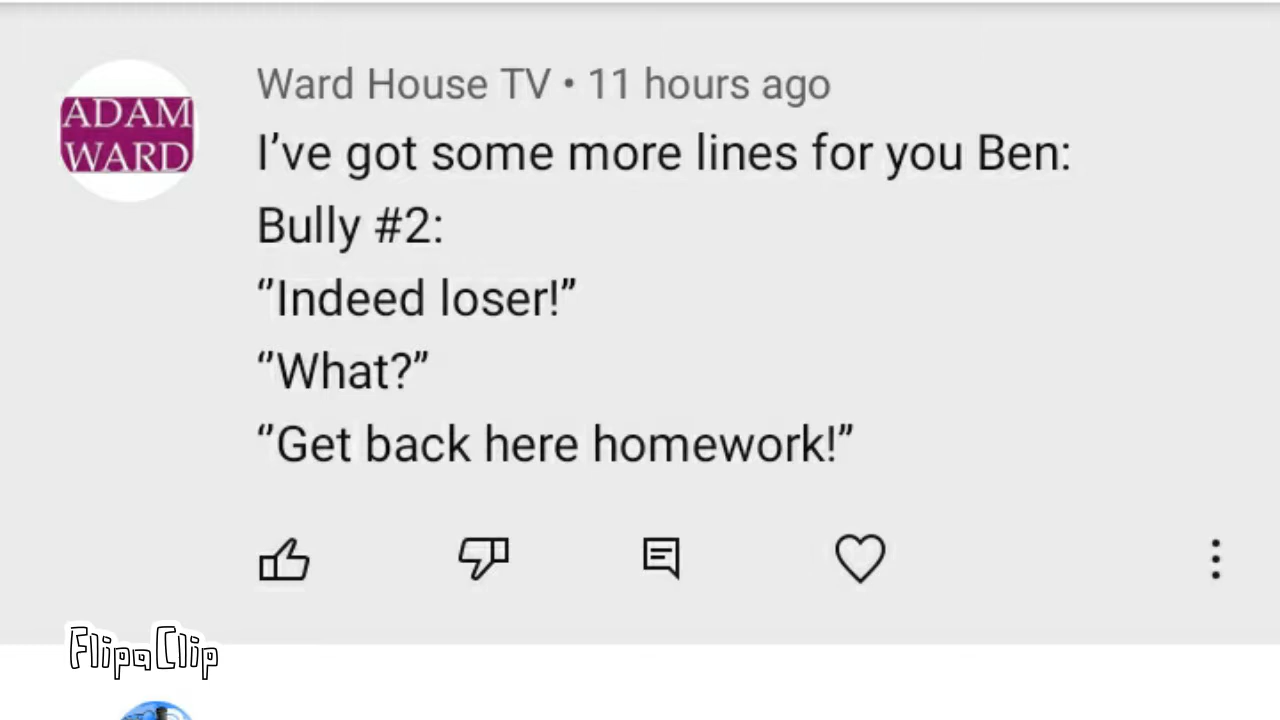 ADAM
WARD
Ward House TV • 11 hours ago
I’ve got some more lines for you Ben:
Bully #2:
“Indeed loser!”
“What?”
“Get back here homework!”
FlipaClip